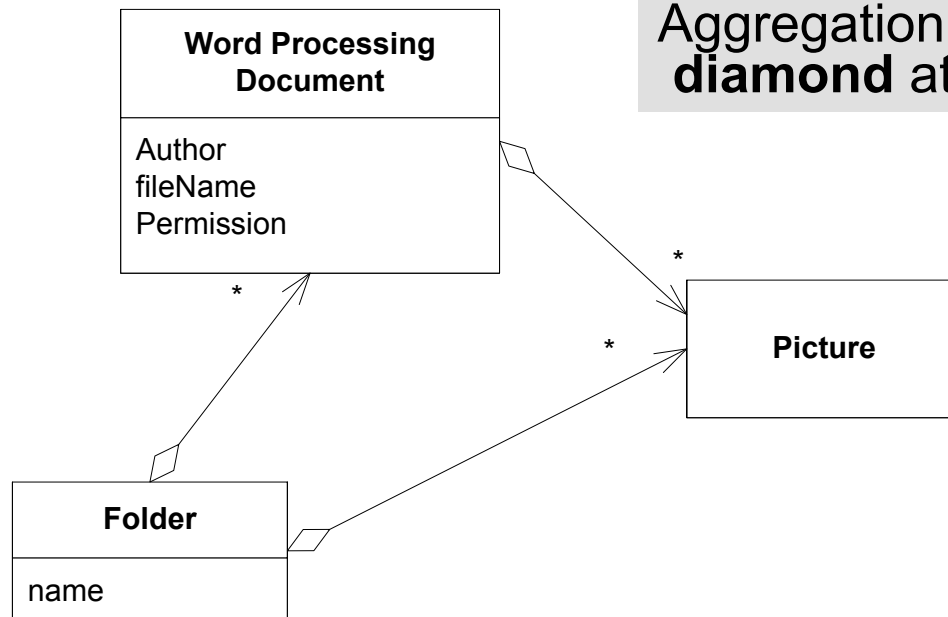 Aggregation
diamond at
Word Processing
Document
Author
fileName
Permission
*
*
*
Picture
Folder
name